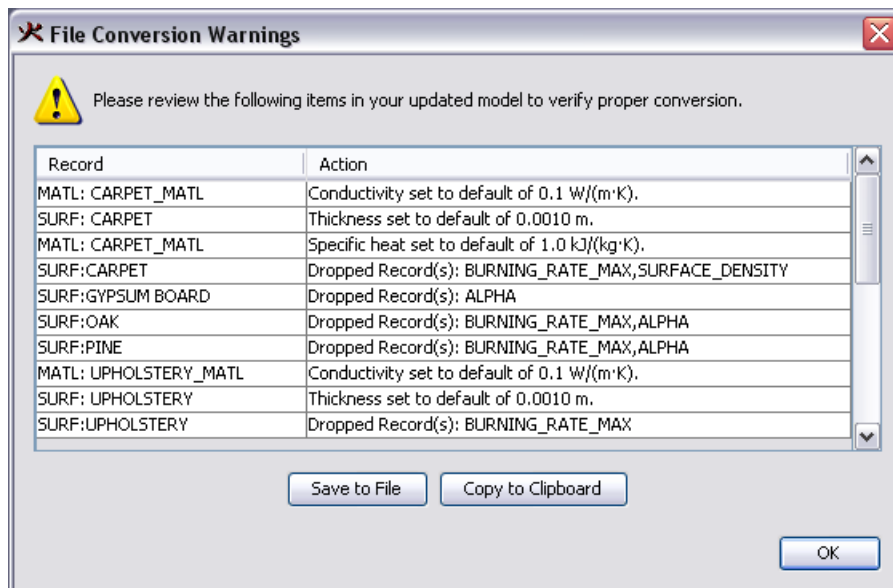 File Conversion Warnings
Please review the following items in your updated model to verify proper conversion.
Record Action
MATL: CARPET_MATL Conductivity set to default of 0.1 W/(m·K).
SURF: CARPET Thickness set to default of 0.0010 m.
MATL: CARPET_MATL Specific heat set to default of 1.0 kJ/(kg·K).
SURF:CARPET Dropped Record(s): BURNING_RATE_MAX,SURFACE_DENSITY
SURF:GYPSUM BOARD Dropped Record(s): ALPHA
SURF:OAK Dropped Record(s): BURNING_RATE_MAX,ALPHA
SURF:PINE Dropped Record(s): BURNING_RATE_MAX,ALPHA
MATL: UPHOLSTERY_MATL Conductivity set to default of 0.1 W/(m·K).
SURF: UPHOLSTERY Thickness set to default of 0.0010 m.
SURF:UPHOLSTERY Dropped Record(s): BURNING_RATE_MAX
Save to File Copy to Clipboard
OK